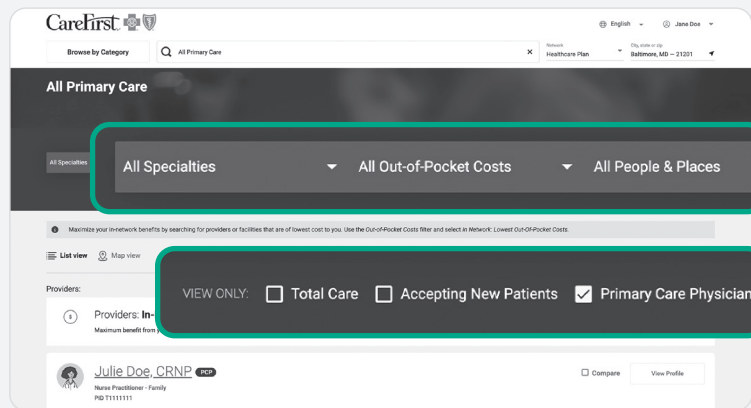 CareFirst
English
Jane Doe
Browse by Category
All Primary Care
Network
Healthcare Plan
City, state or zip
Baltimore, MD – 21201
All Primary Care
All Specialties
All Specialties
All Out-of-Pocket Costs
All People & Places
Maximize your in-network benefits by searching for providers or facilities that are of lowest cost to you. Use the Out-of-Pocket Costs filter and select In Network: Lowest Out-Of-Pocket Costs.
List view
Map view
VIEW ONLY:
Total Care
Accepting New Patients
Primary Care Physician
Providers:
Providers: In-
Maximum benefit from
Julie Doe, CRNP
PCP
Compare
View Profile
Nurse Practitioner - Family
PID T1111111